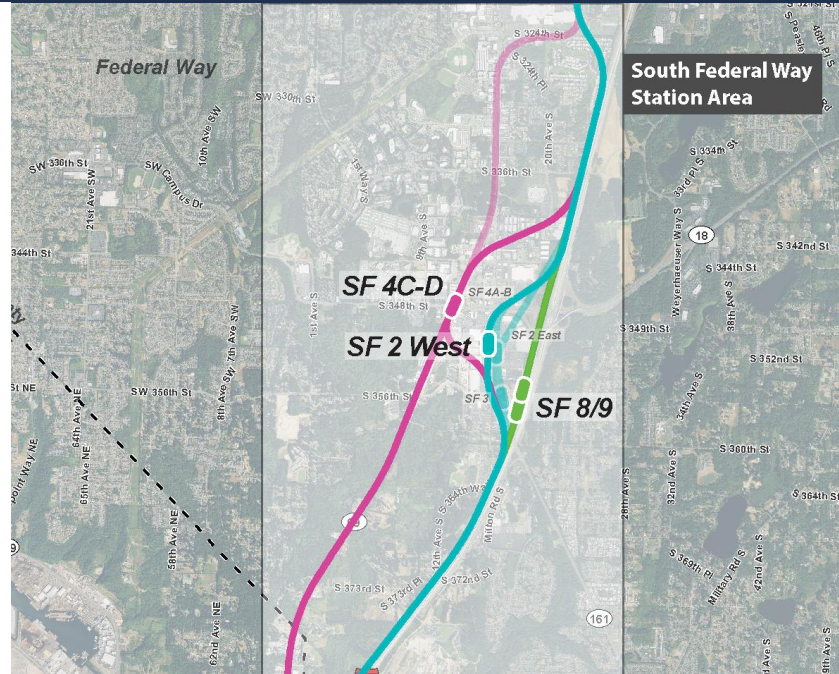 S 324th St
Federal Way
S 324th Pl
South Federal Way
Station Area
46th Pl S
SW 330th St
10th Ave SW
20th Ave S
S 334th St
SW 336th St
SW Campus Dr
1st Way S
S 336th St
33rd Pl S
21st Ave SW
9th Ave S
Weyerhaeuser Way S
18
S 342nd St
344th St
S 344th St
SF 4C-D
SF 4A-B
38th Ave S
1st Ave S
S 348th St
S 349th St
SF 2 West
SF 2 East
7th Ave SW
S 352nd St
St NE
SW 356th St
8th Ave SW
S 356th St
SF 3
SF 8/9
34th Ave S
64th Ave NE
S 360th St
65th Ave NE
28th Ave S
32nd Ave S
S 364th St
Milton Rd S
58th Ave NE
12th Ave S
S 369th Pl
Military Rd S
42nd Ave S
S 372nd St
S 373rd St
S 373rd Pl
62nd Ave NE
161